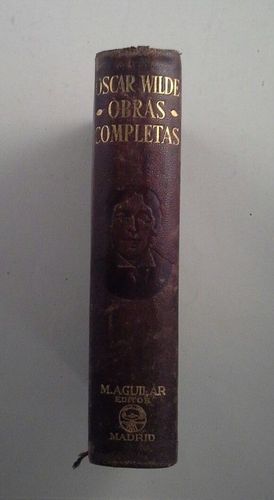 OSCAR WILDE
OBRAS
COMPLETAS
M. AGUILAR
EDITOR
MADRID